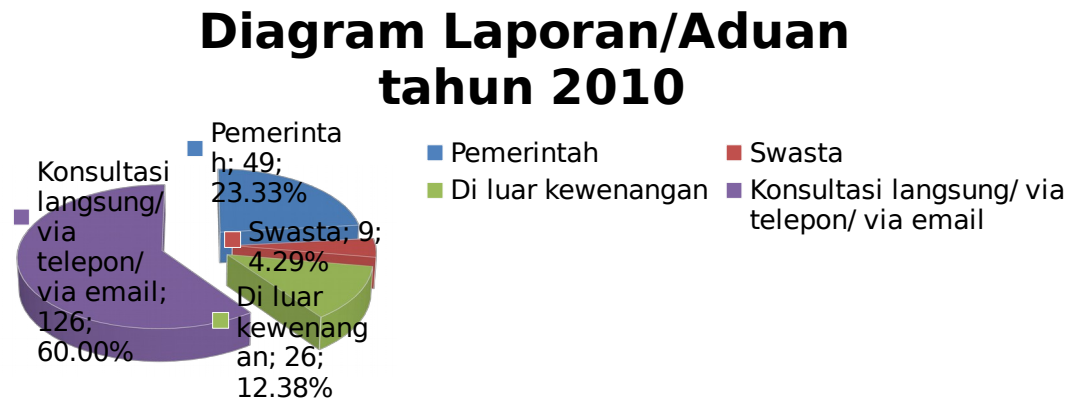 Diagram Laporan/Aduan
tahun 2010
Pemerinta
h; 49;
23.33%
Swasta; 9;
4.29%
Di luar
kewenang
an; 26;
12.38%
Konsultasi
langsung/
via
telepon/
via email;
126;
60.00%
Pemerintah
Swasta
Di luar kewenangan
Konsultasi langsung/ via
telepon/ via email